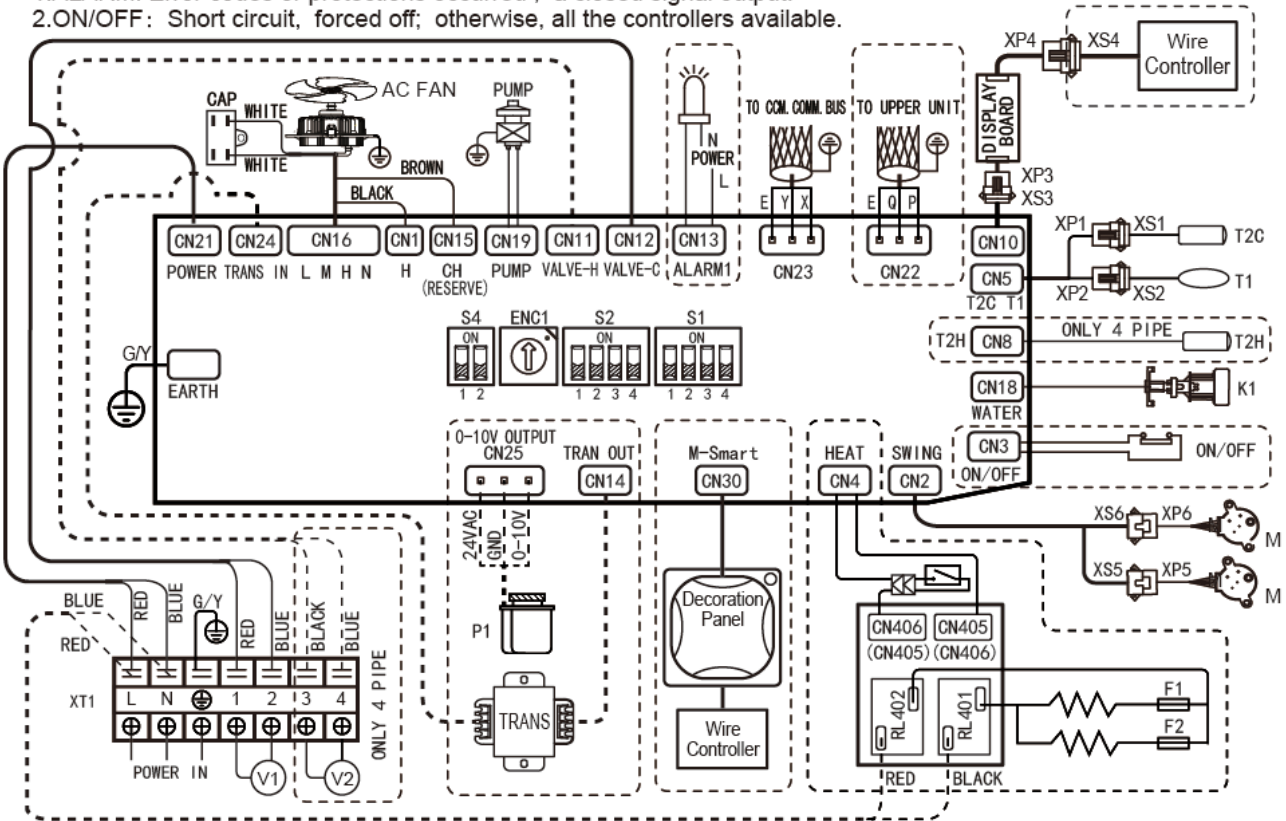 2.ON/OFF: Short circuit, forced off; otherwise, all the controllers available.
XP4 XS4
Wire
Controller
CAP
WHITE
WHITE
AC FAN
PUMP
BROWN
BLACK
N
POWER
L
TO CCM.COMM.BUS
E Y X
TO UPPER UNIT
E Q P
DISPLAY
BOARD
XP3
XS3
CN21
POWER
CN24
TRANS IN
CN16
L M H N
CN1
H
CN15
CH
(RESERVE)
CN19
PUMP
CN11
VALVE-H
CN12
VALVE-C
CN13
ALARM1
CN23
CN22
CN10
CN5
T2C T1
XP1 XS1
T2C
XP2 XS2
T1
G/Y
EARTH
S4
ON
1 2
ENC1
S2
ON
1 2 3 4
S1
ON
1 2 3 4
T2H
CN8
ONLY 4 PIPE
T2H
CN18
WATER
K1
CN3
ON/OFF
ON/OFF
0-10V OUTPUT
CN25
TRAN OUT
CN14
M-Smart
CN30
HEAT
CN4
SWING
CN2
24VAC
GND
0-10V
XS6 XP6
M
XS5 XP5
M
P1
TRANS
Decoration
Panel
Wire
Controller
CN406 CN405
(CN405) (CN406)
RL402
RL401
F1
F2
RED
BLACK
BLUE
RED
RED
BLUE
G/Y
RED
BLUE
BLACK
BLUE
XT1
L N 1 2 3 4
POWER IN
V1
V2
ONLY 4 PIPE